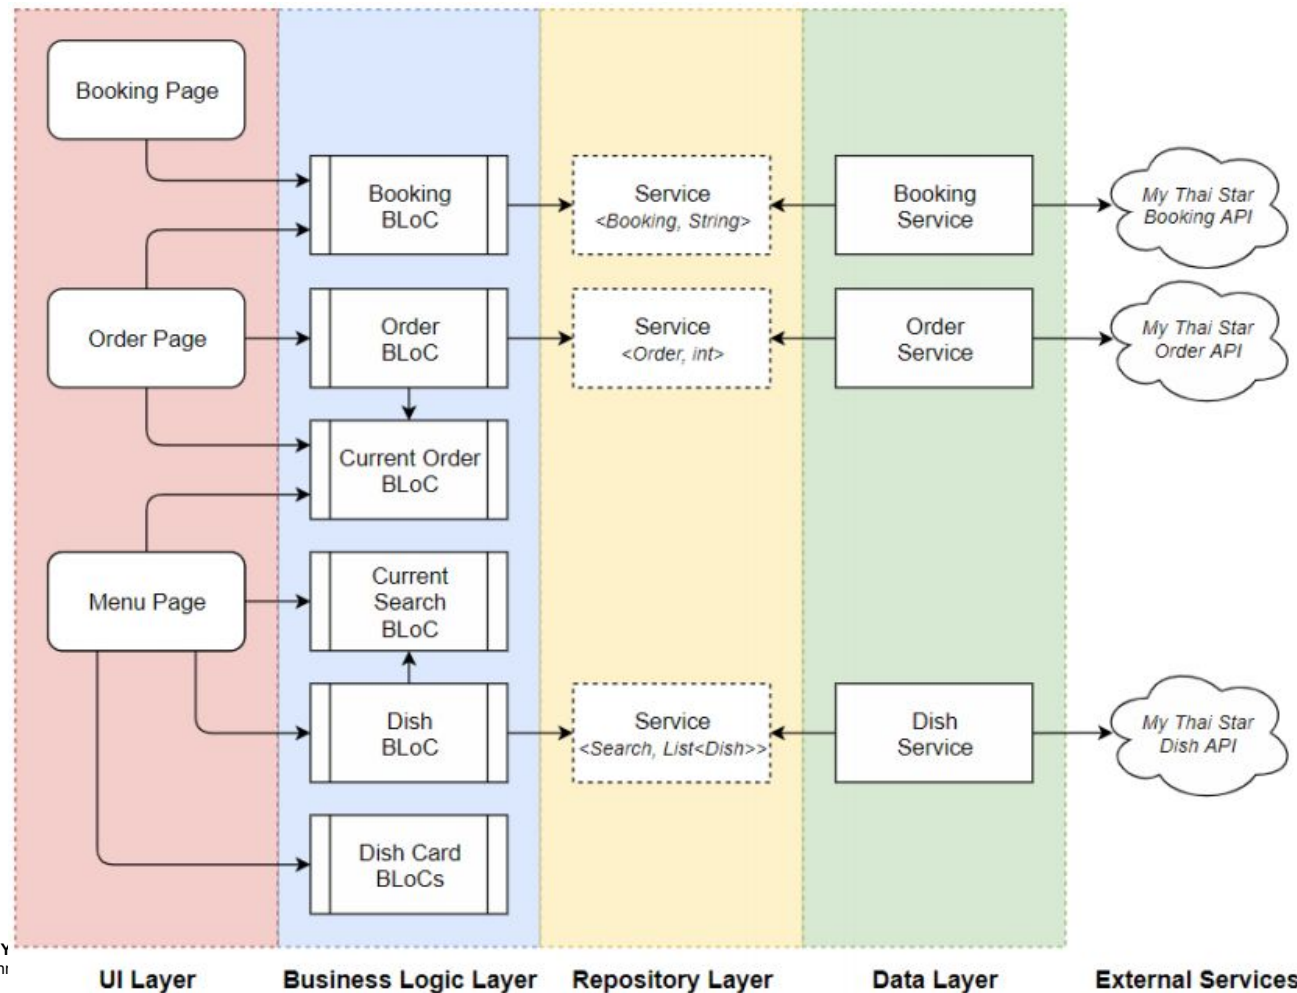 Booking Page
Booking
BLoC
Service
<Booking, String>
Booking
Service
My Thai Star
Booking API
Order Page
Order
BLoC
Service
<Order, int>
Order
Service
My Thai Star
Order API
Current Order
BLoC
Menu Page
Current
Search
BLoC
Dish
BLoC
Service
<Search, List<Dish>>
Dish
Service
My Thai Star
Dish API
Dish Card
BLoCs
UI Layer
Business Logic Layer
Repository Layer
Data Layer
External Services